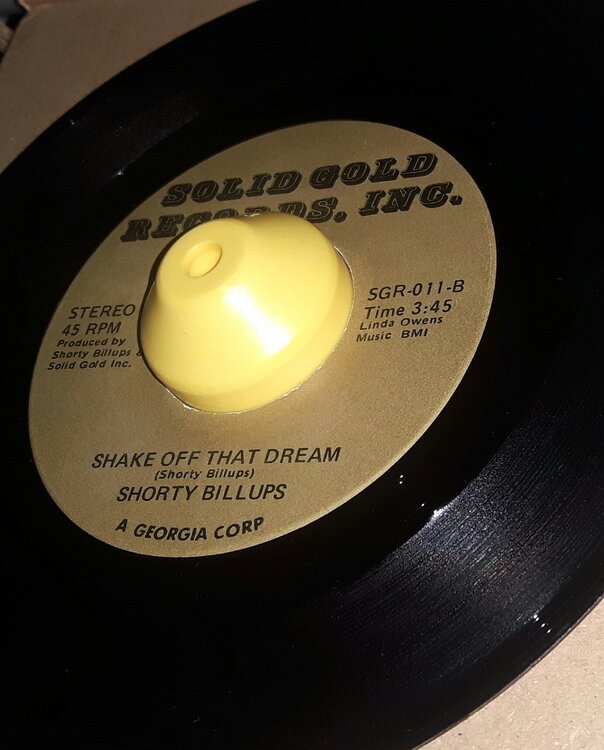 SOLID GOLD
RECORDS, INC.
STEREO
45 RPM
Produced by
Shorty Billups &
Solid Gold Inc.
SGR-011-B
Time 3:45
Linda Owens
Music BMI
SHAKE OFF THAT DREAM
(Shorty Billups)
SHORTY BILLUPS
A GEORGIA CORP